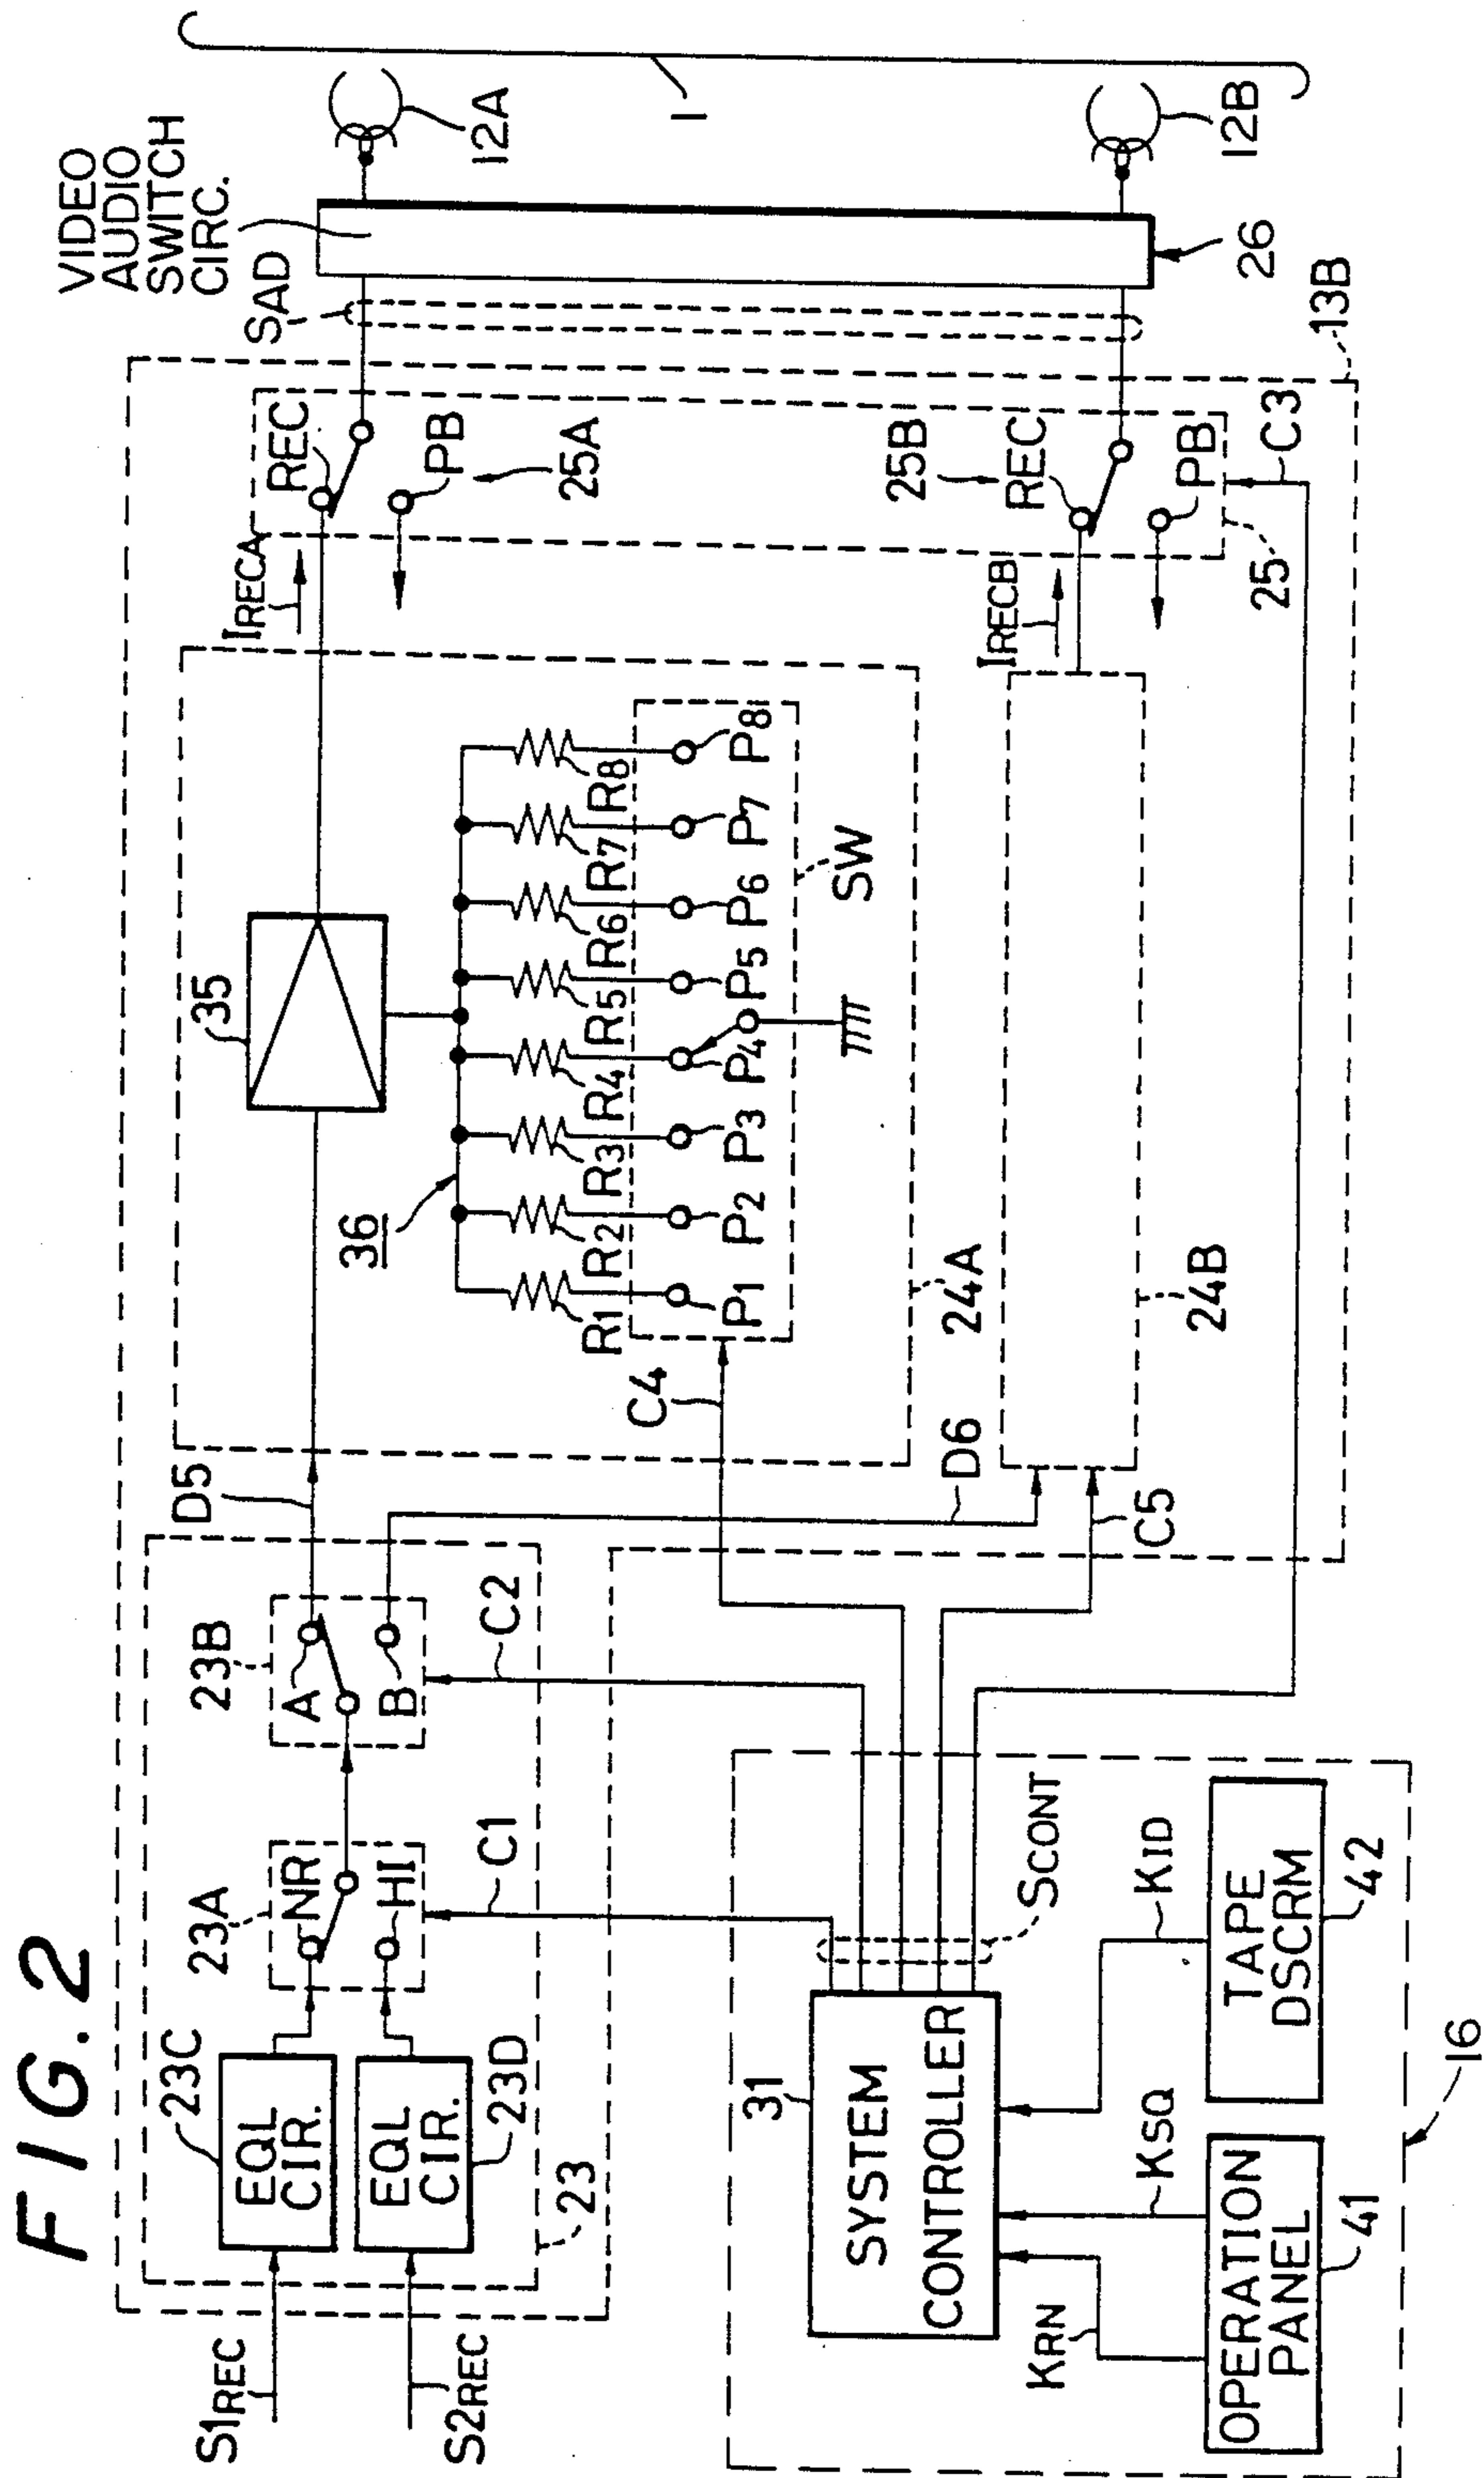 FIG. 2
S1REC
S2REC
23C
EQL
CIR.
EQL
CIR.
23D
23
23A
NR
HI
C1
23B
A
B
C2
D5
D6
C4
C5
35
36
R1
R2
R3
R4
R5
R6
R7
R8
P1
P2
P3
P4
P5
P6
P7
P8
SW
24A
24B
IRECA
IRECB
REC
PB
25A
25B
REC
PB
25
C3
13B
SAD
VIDEO
AUDIO
SWITCH
CIRC.
26
12A
12B
1
31
SYSTEM
CONTROLLER
SCONT
KRN
KSQ
KID
OPERATION
PANEL
41
TAPE
DSCRM
42
16